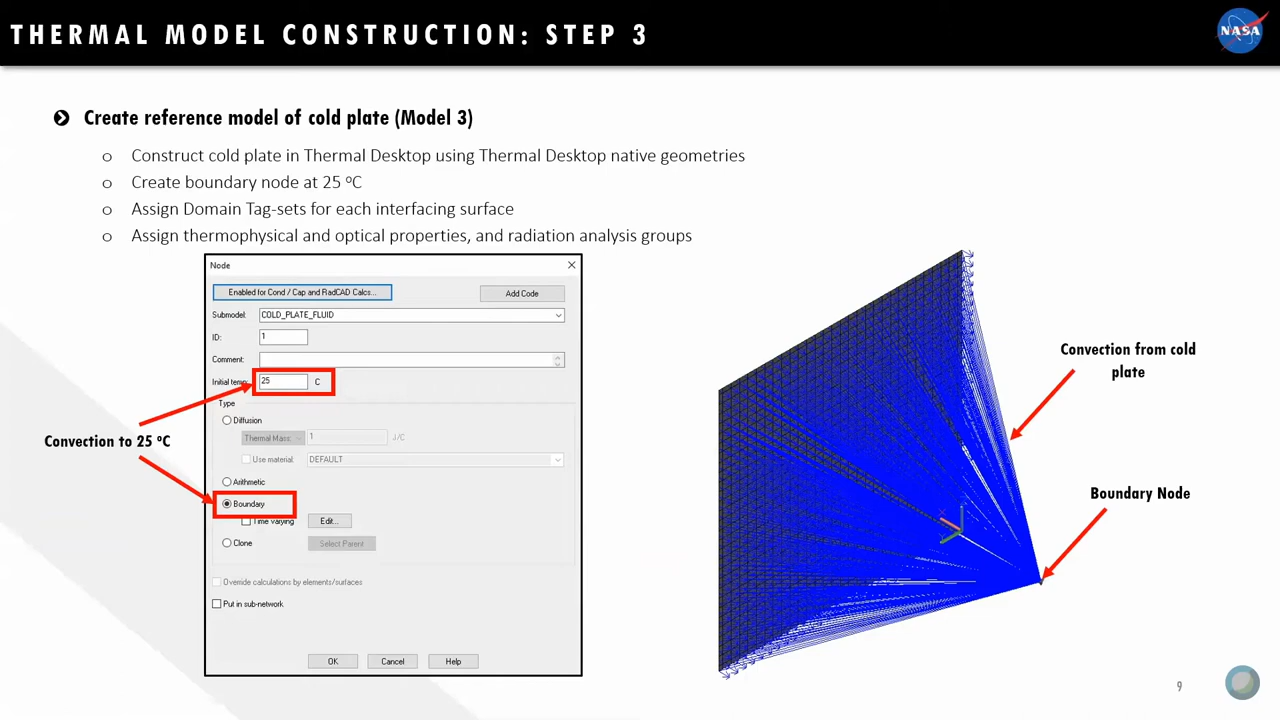 THERMAL MODEL CONSTRUCTION: STEP 3
NASA
Create reference model of cold plate (Model 3)
o Construct cold plate in Thermal Desktop using Thermal Desktop native geometries
o Create boundary node at 25 ºC
o Assign Domain Tag-sets for each interfacing surface
o Assign thermophysical and optical properties, and radiation analysis groups
Node
Enabled for Cond / Cap and RadCAD Calcs...
Add Code
Submodel: COLD_PLATE_FLUID
ID: 1
Comment:
Initial temp: 25 C
Type
Diffusion
Thermal Mass: 1 J/C
Use material: DEFAULT
Arithmetic
Boundary
Time varying Edit...
Clone Select Parent
Override calculations by elements/surfaces
Put in sub-network
OK Cancel Help
Convection to 25 ºC
Convection from cold
plate
Boundary Node
X
9